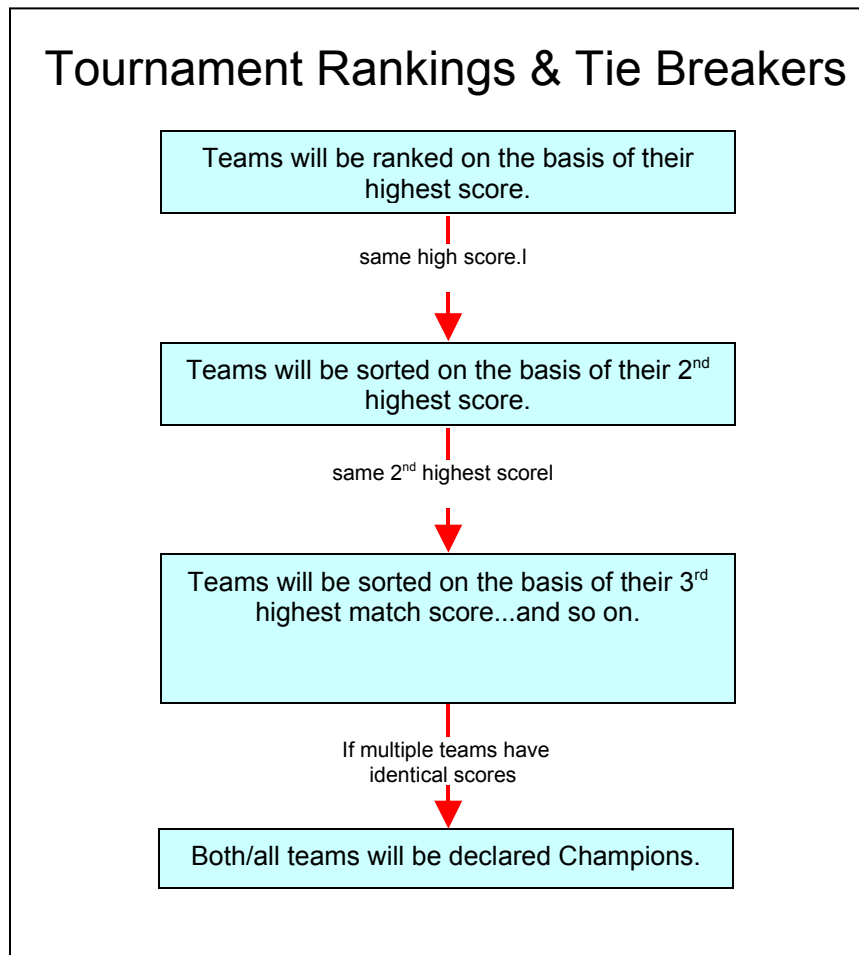 Tournament Rankings & Tie Breakers
Teams will be ranked on the basis of their
highest score.
same high score.l
Teams will be sorted on the basis of their 2nd
highest score.
same 2nd highest scorel
Teams will be sorted on the basis of their 3rd
highest match score...and so on.
If multiple teams have
identical scores
Both/all teams will be declared Champions.